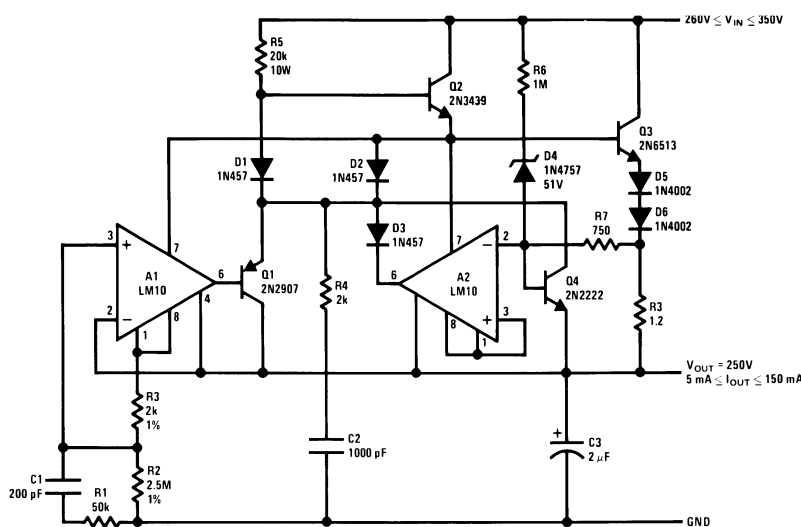 260V ≤ VIN ≤ 350V
R5
20k
10W
Q2
2N3439
R6
1M
Q3
2N6513
D1
1N457
D2
1N457
D4
1N4757
51V
D5
1N4002
D6
1N4002
R7
750
3
+
7
A1
LM10
6
2
−
4
8
1
Q1
2N2907
R4
2k
D3
1N457
7
−
2
6
A2
LM10
+
3
8
1
Q4
2N2222
R3
1.2
VOUT = 250V
5 mA ≤ IOUT ≤ 150 mA
R3
2k
1%
C1
200 pF
R2
2.5M
1%
R1
50k
C2
1000 pF
+
C3
2 μF
GND